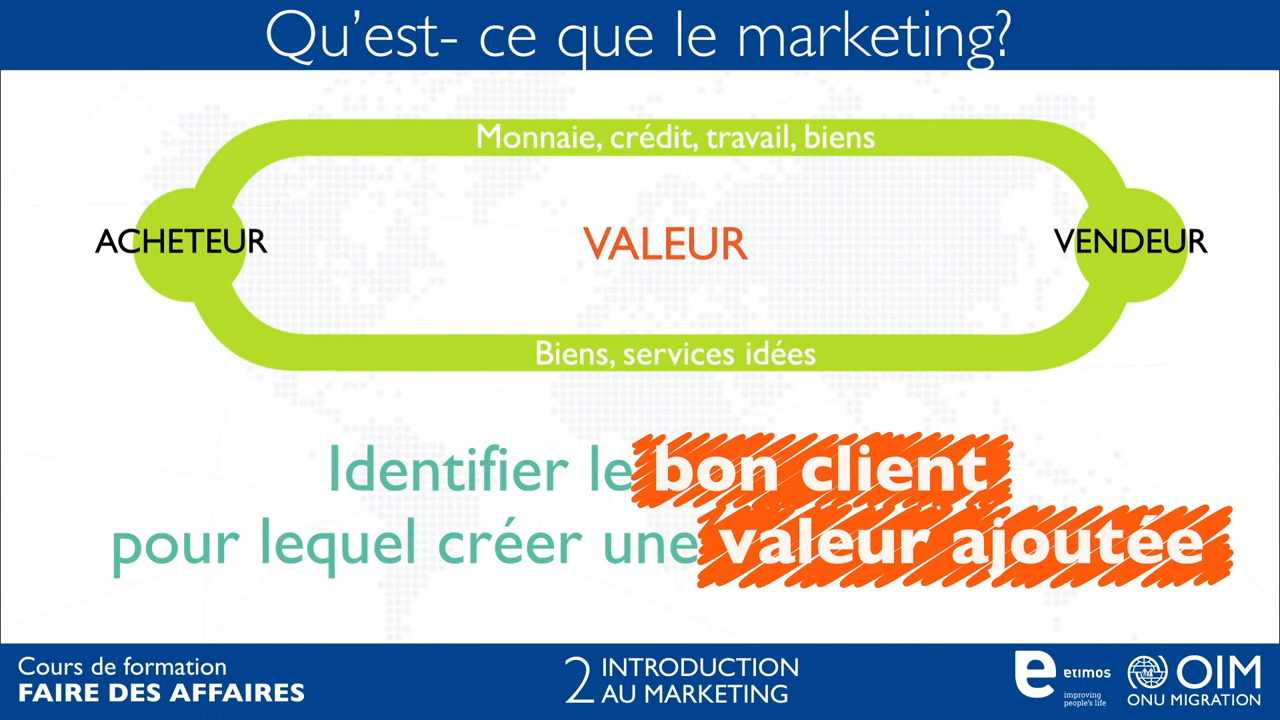 Qu'est- ce que le marketing?
Monnaie, crédit, travail, biens
ACHETEUR
VALEUR
VENDEUR
Biens, services idées
Identifier le bon client
pour lequel créer une valeur ajoutée
Cours de formation
FAIRE DES AFFAIRES
2 INTRODUCTION
AU MARKETING
e etimos
improving
people's life
OIM
ONU MIGRATION